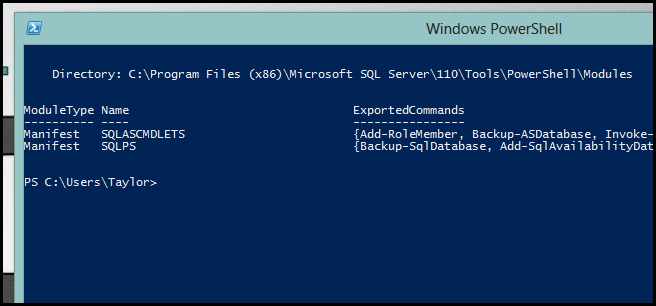 Windows PowerShell
Directory: C:\Program Files (x86)\Microsoft SQL Server\110\Tools\PowerShell\Modules
ModuleType Name ExportedCommands
---------- ---- ----------------
Manifest SQLASCMDLETS {Add-RoleMember, Backup-ASDatabase, Invoke-
Manifest SQLPS {Backup-SqlDatabase, Add-SqlAvailabilityDat
PS C:\Users\Taylor>